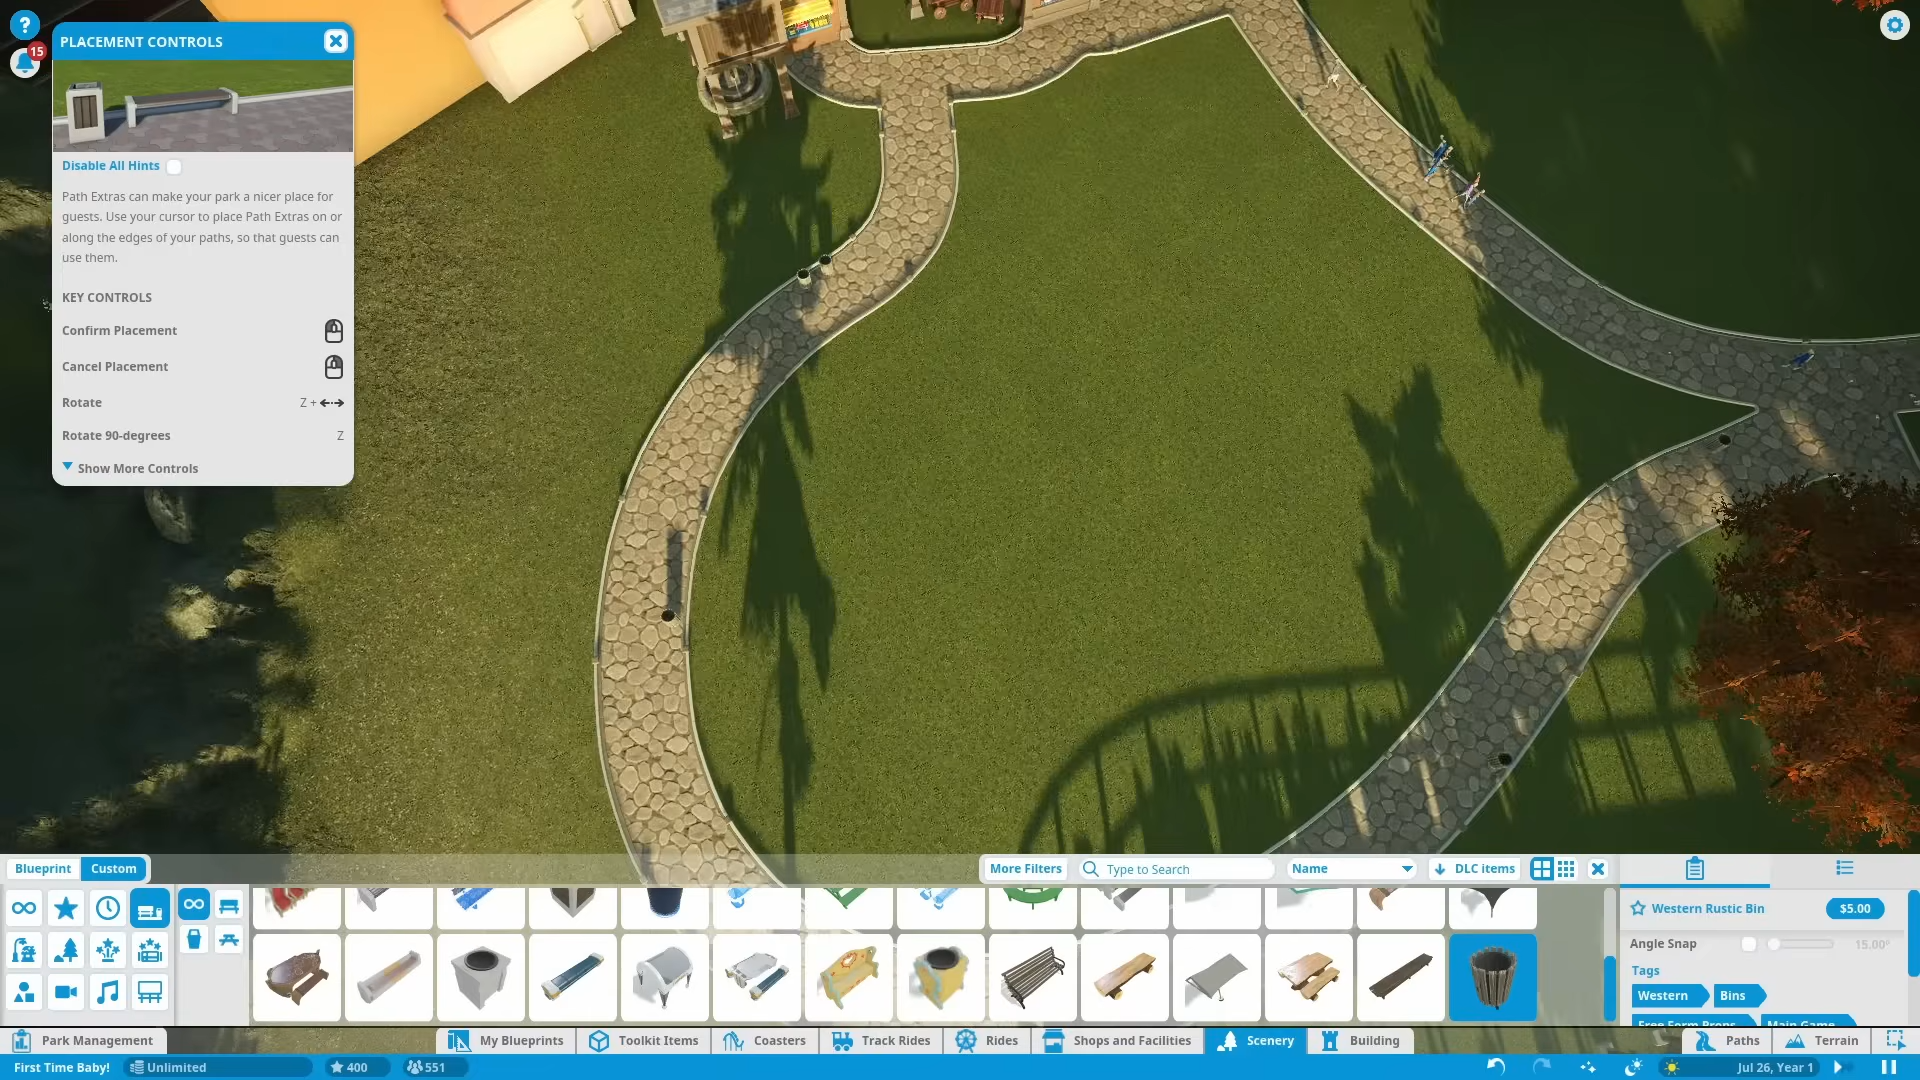 ?
15
PLACEMENT CONTROLS
Disable All Hints
Path Extras can make your park a nicer place for
guests. Use your cursor to place Path Extras on or
along the edges of your paths, so that guests can
use them.
KEY CONTROLS
Confirm Placement
Cancel Placement
Rotate Z +
Rotate 90-degrees Z
Show More Controls
Blueprint Custom
More Filters Type to Search Name DLC items
Western Rustic Bin $5.00
Angle Snap 15.00°
Tags
Western Bins
Free Form Props Main Game
Park Management My Blueprints Toolkit Items Coasters Track Rides Rides Shops and Facilities Scenery Building Paths Terrain
First Time Baby! Unlimited 400 551 Jul 26, Year 1